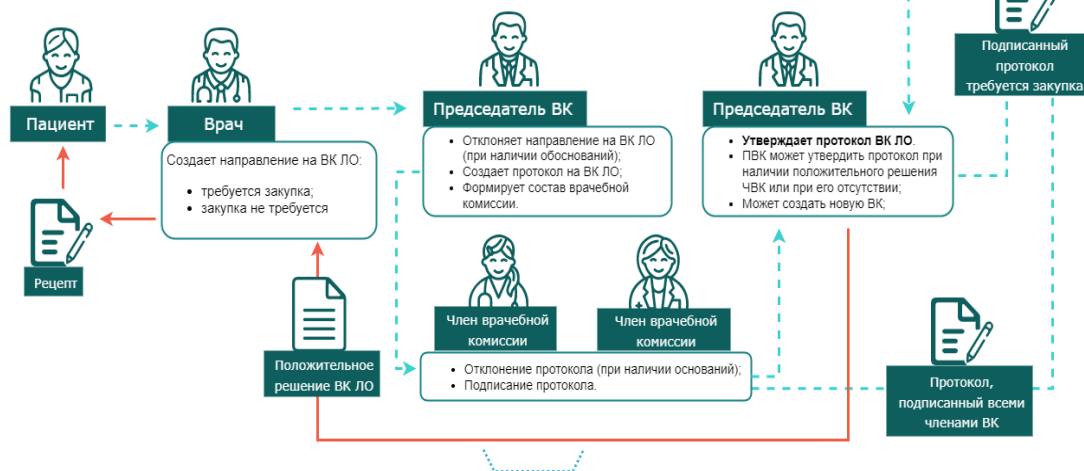 Подписанный
протокол
требуется закупка
Пациент
Врач
Председатель ВК
Председатель ВК
Создает направление на ВК ЛО:
• требуется закупка;
• закупка не требуется
• Отклоняет направление на ВК ЛО
(при наличии обоснований);
• Создает протокол на ВК ЛО;
• Формирует состав врачебной
комиссии.
• Утверждает протокол ВК ЛО.
• ПВК может утвердить протокол при
наличии положительного решения
ЧВК или при его отсутствии;
• Может создать новую ВК;
Рецепт
Положительное
решение ВК ЛО
Член врачебной
комиссии
Член врачебной
комиссии
• Отклонение протокола (при наличии оснований);
• Подписание протокола.
Протокол,
подписанный всеми
членами ВК